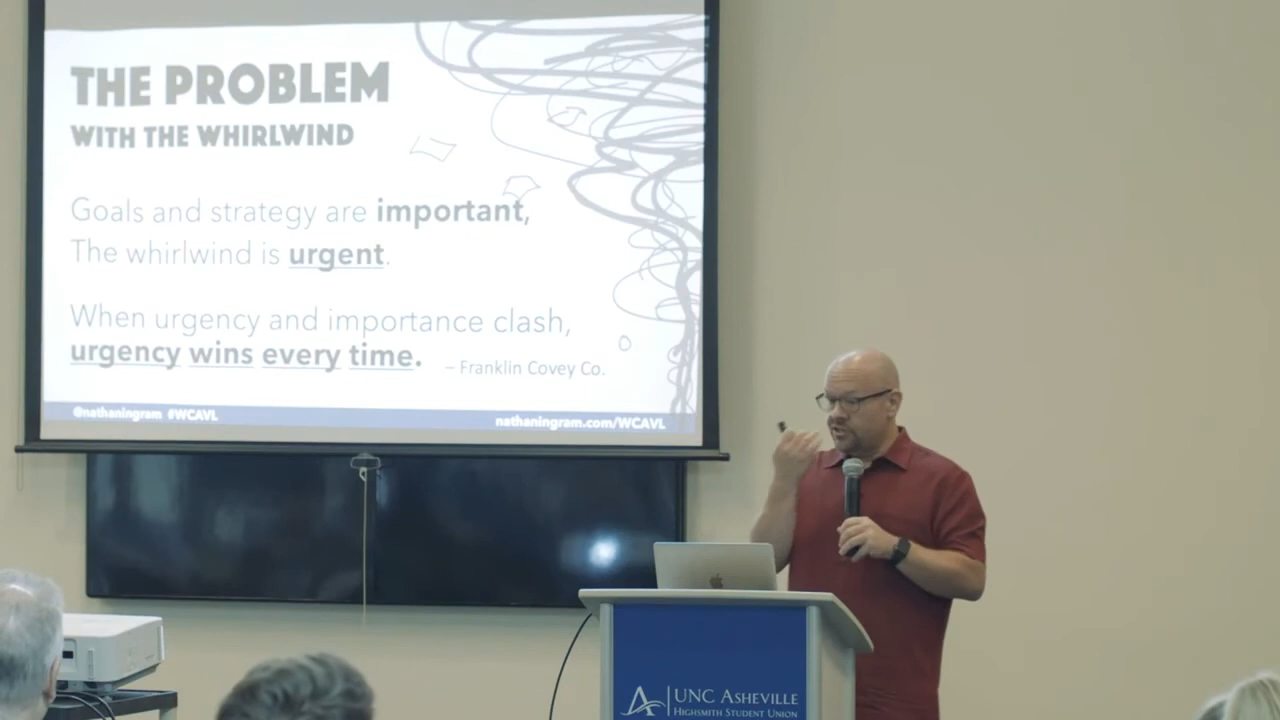 THE PROBLEM
WITH THE WHIRLWIND
Goals and strategy are important,
The whirlwind is urgent.
When urgency and importance clash,
urgency wins every time. – Franklin Covey Co.
@nathaningram #WCAVL
nathaningram.com/WCAVL
UNC ASHEVILLE
HIGHSMITH STUDENT UNION